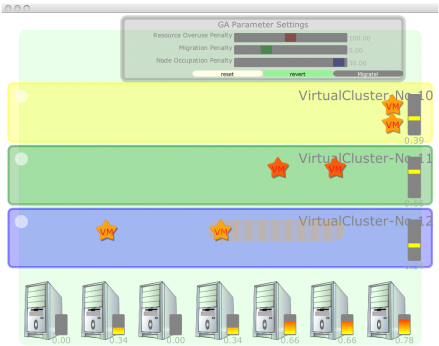 GA Parameter Settings
Resource Overuse Penalty 100.00
Migration Penalty 5.00
Node Occupation Penalty 30.00
reset revert Migrate!
VirtualCluster-No.10
VM
VM
0.39
VirtualCluster-No.11
VM VM
VirtualCluster-No.12
VM VM
0.00 0.34 0.00 0.34 0.66 0.66 0.78